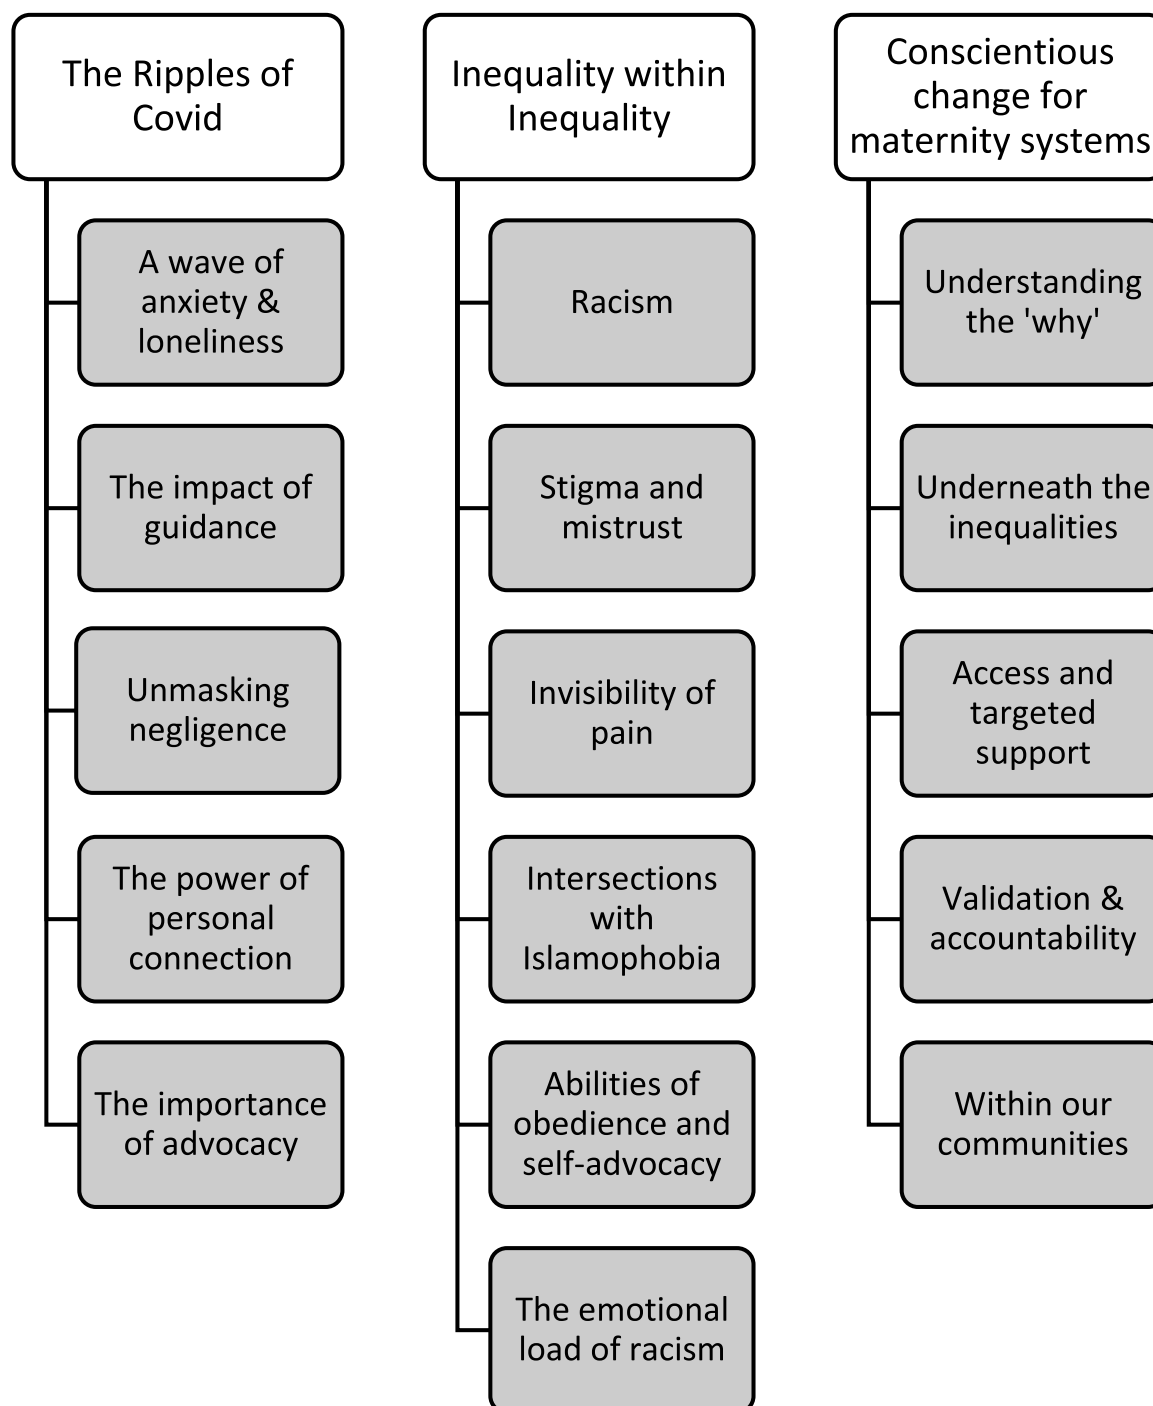 The Ripples of
Covid
A wave of
anxiety &
loneliness
The impact of
guidance
Unmasking
negligence
The power of
personal
connection
The importance
of advocacy
Inequality within
Inequality
Racism
Stigma and
mistrust
Invisibility of
pain
Intersections
with
Islamophobia
Abilities of
obedience and
self-advocacy
The emotional
load of racism
Conscientious
change for
maternity systems
Understanding
the 'why'
Underneath the
inequalities
Access and
targeted
support
Validation &
accountability
Within our
communities